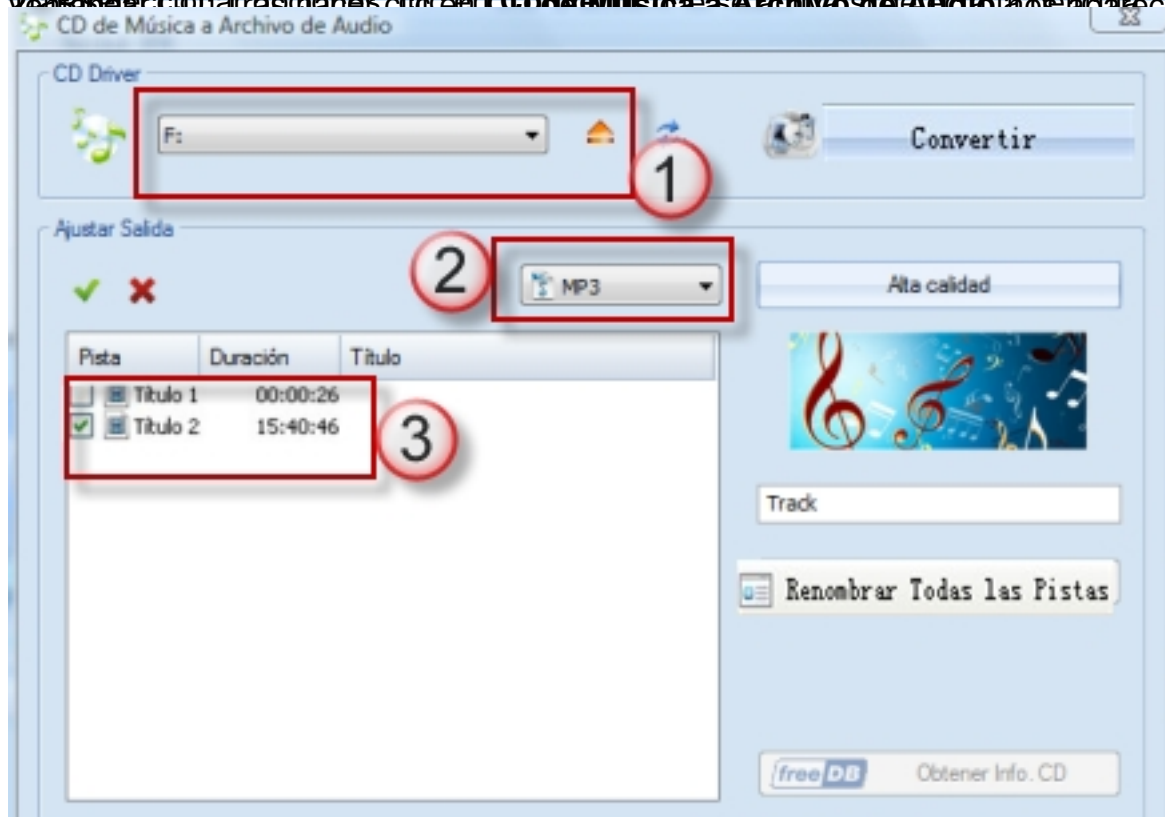 CD de Música a Archivo de Audio
CD Driver
F:
Convertir
1
Ajustar Salida
2
MP3
Alta calidad
Pista Duración Título
Título 1 00:00:26
Título 2 15:40:46
3
Track
Renombrar Todas las Pistas
freeDB Obtener Info. CD